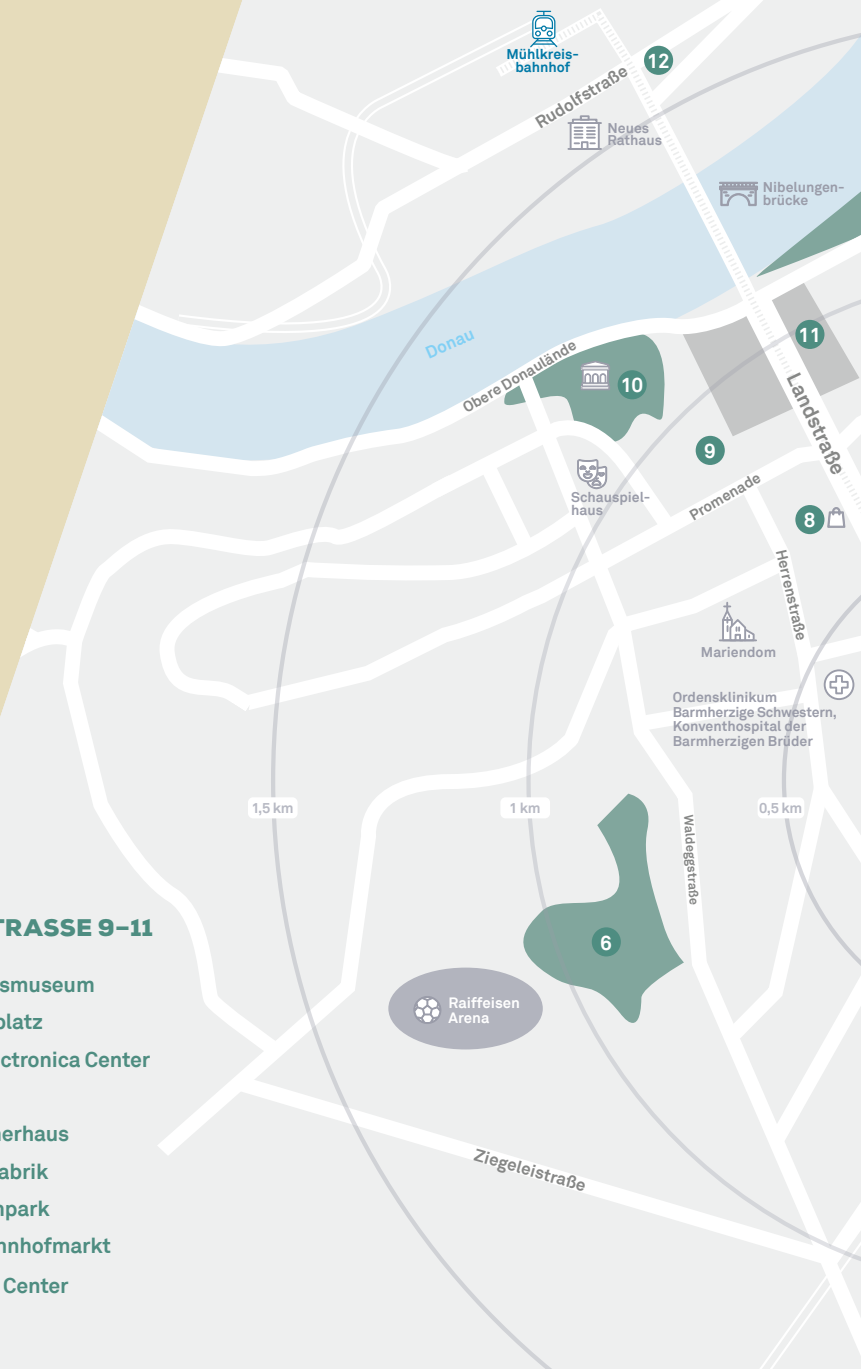 Mühlkreis-
bahnhof
12
Rudolfstraße
Neues
Rathaus
Nibelungen-
brücke
Donau
Obere Donaulände
10
11
Landstraße
9
Schauspiel-
haus
Promenade
8
Herrenstraße
Mariendom
Ordensklinikum
Barmherzige Schwestern,
Konventhospital der
Barmherzigen Brüder
1,5 km
1 km
0,5 km
Waldeggstraße
6
Raiffeisen
Arena
Ziegeleistraße
TRASSE 9–11
smuseum
platz
ctronica Center
erhaus
abrik
npark
nnhofmarkt
Center